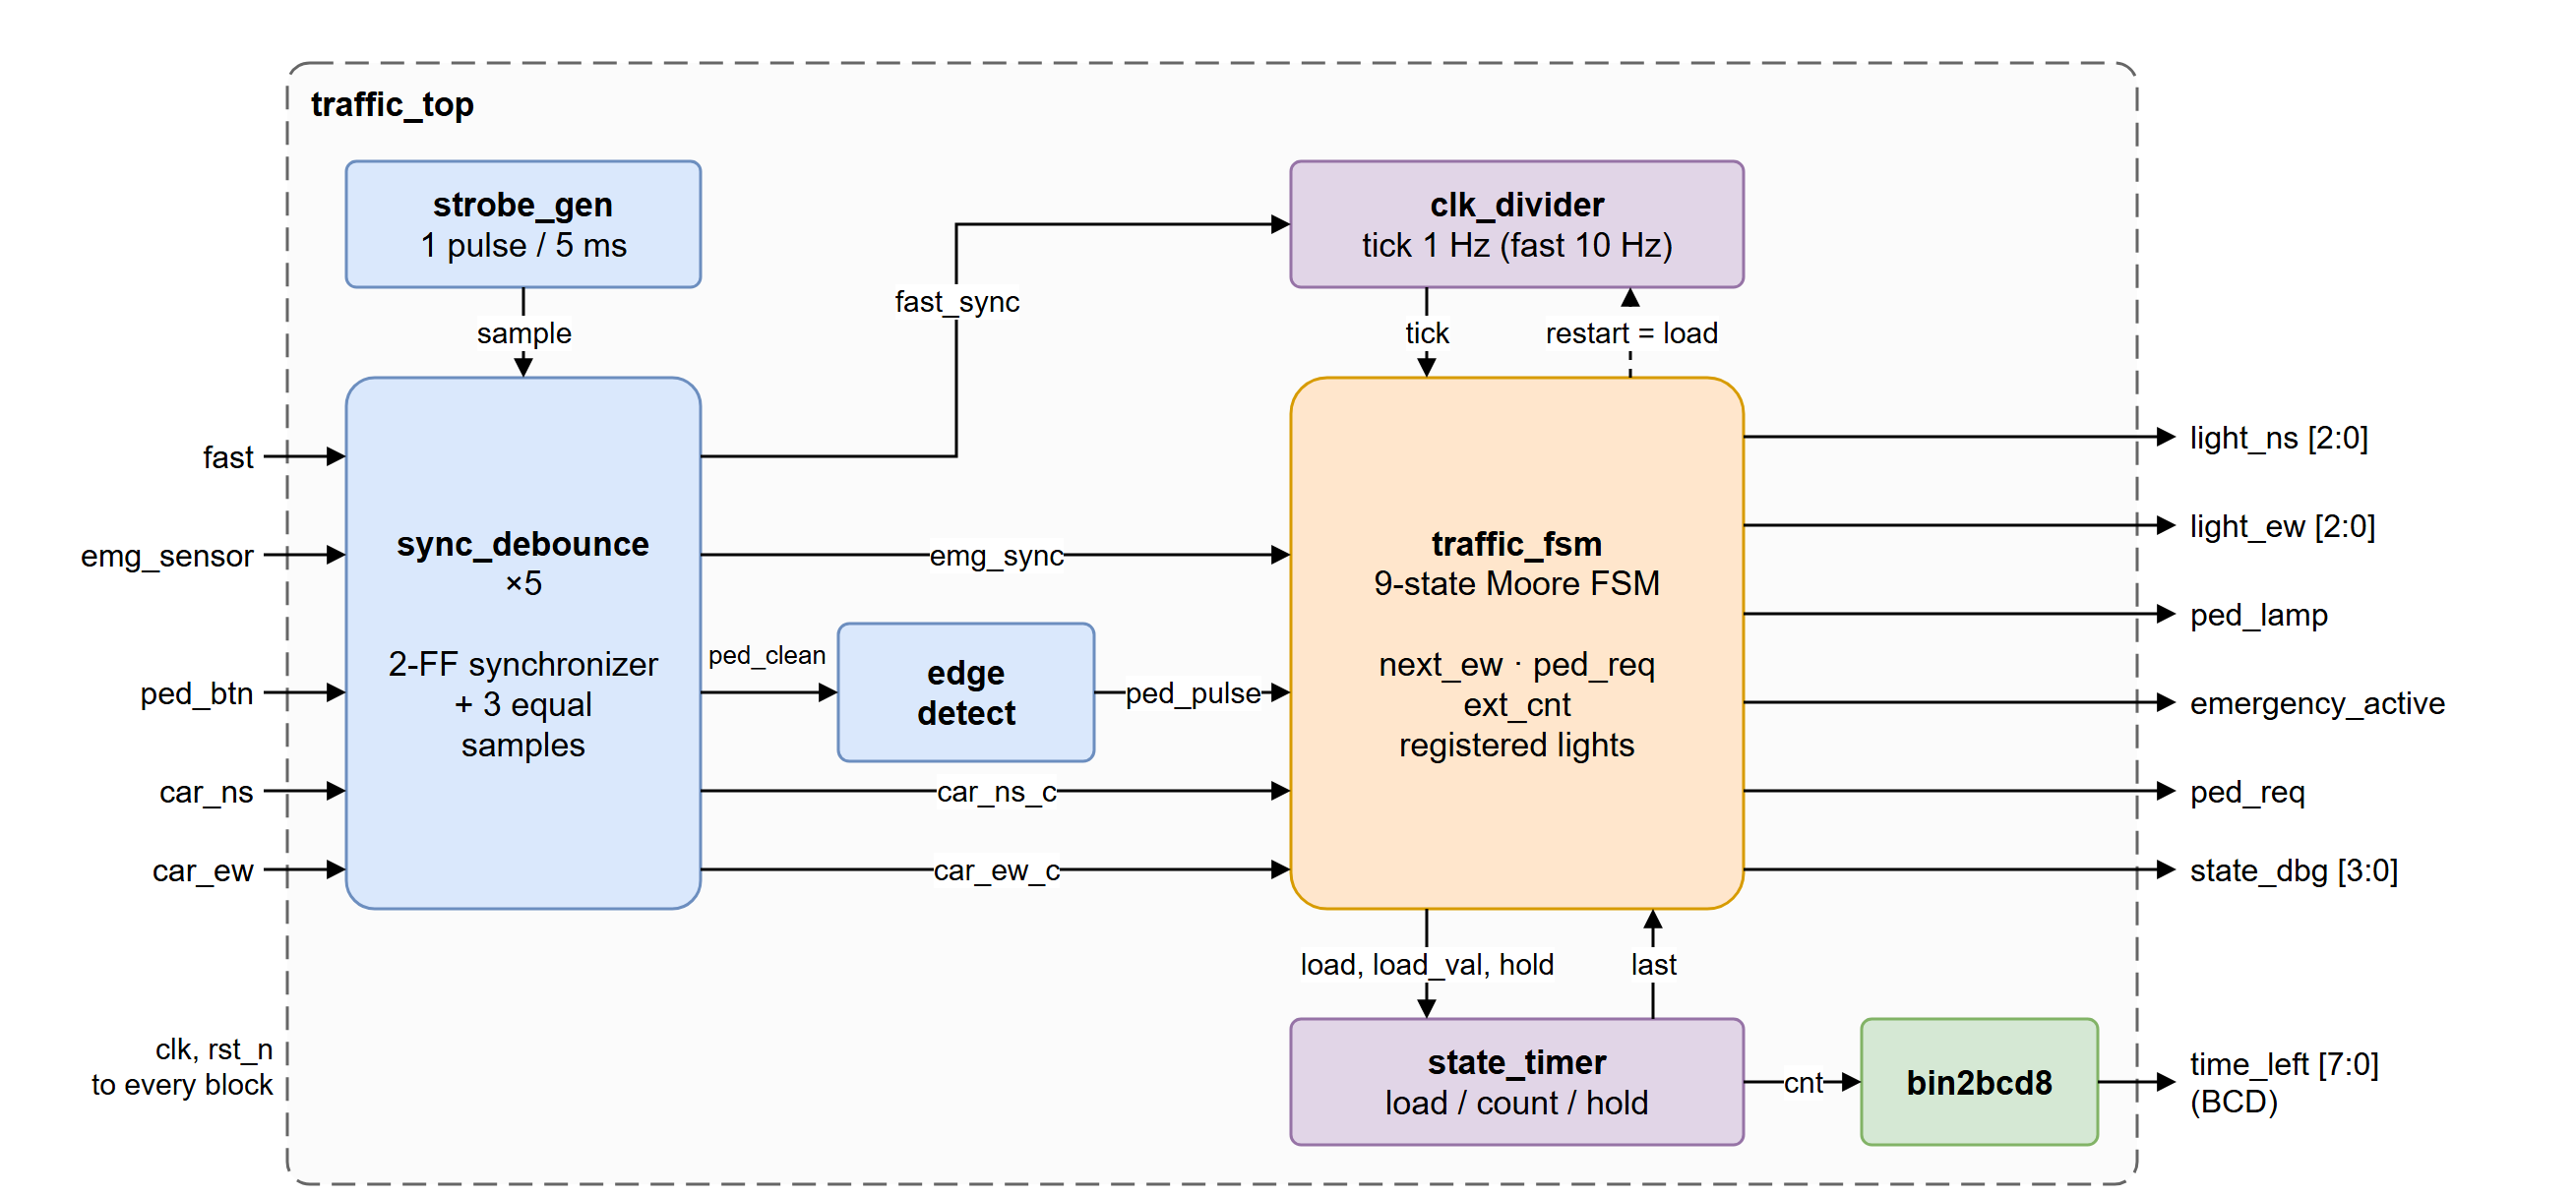 traffic_top
strobe_gen
1 pulse / 5 ms
clk_divider
tick 1 Hz (fast 10 Hz)
fast_sync
sample
tick
restart = load
fast
emg_sensor
ped_btn
car_ns
car_ew
sync_debounce
×5
2-FF synchronizer
+ 3 equal
samples
emg_sync
ped_clean
edge
detect
ped_pulse
car_ns_c
car_ew_c
traffic_fsm
9-state Moore FSM
next_ew · ped_req
ext_cnt
registered lights
light_ns [2:0]
light_ew [2:0]
ped_lamp
emergency_active
ped_req
state_dbg [3:0]
load, load_val, hold
last
clk, rst_n
to every block
state_timer
load / count / hold
cnt
bin2bcd8
time_left [7:0]
(BCD)